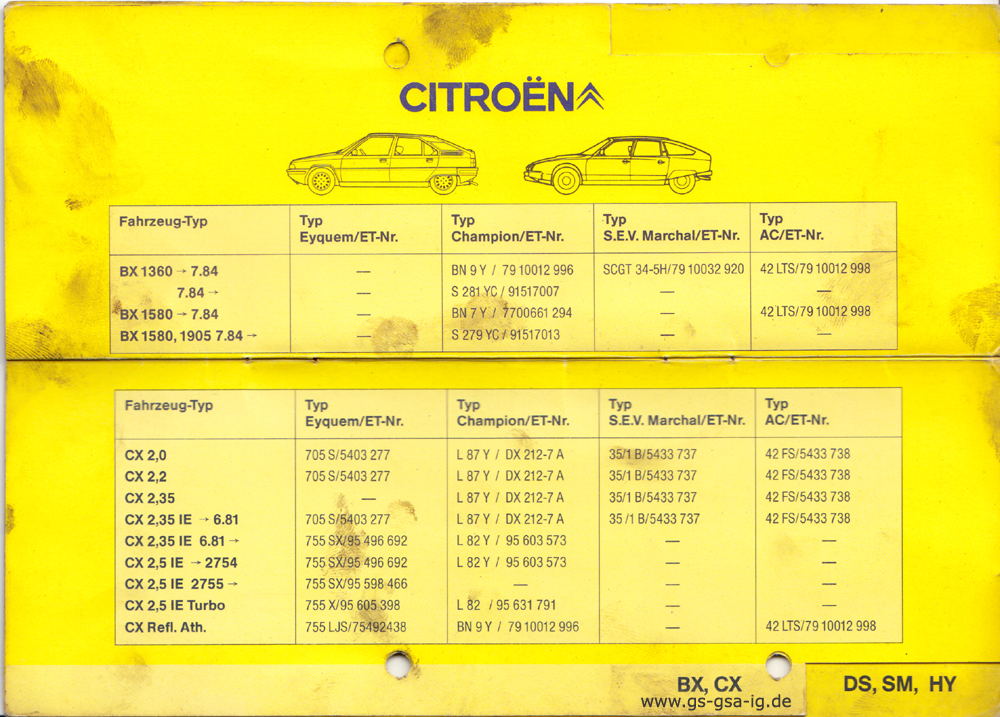 CITROËN
Fahrzeug-Typ Typ Typ Typ Typ
Eyquem/ET-Nr. Champion/ET-Nr. S.E.V. Marchal/ET-Nr. AC/ET-Nr.
BX 1360 → 7.84 — BN 9 Y / 79 10012 996 SCGT 34-5H/79 10032 920 42 LTS/79 10012 998
7.84 → — S 281 YC / 91517007 — —
BX 1580 → 7.84 — BN 7 Y / 7700661 294 — 42 LTS/79 10012 998
BX 1580, 1905 7.84 → — S 279 YC / 91517013 — —
Fahrzeug-Typ Typ Typ Typ Typ
Eyquem/ET-Nr. Champion/ET-Nr. S.E.V. Marchal/ET-Nr. AC/ET-Nr.
CX 2,0 705 S/5403 277 L 87 Y / DX 212-7 A 35/1 B/5433 737 42 FS/5433 738
CX 2,2 705 S/5403 277 L 87 Y / DX 212-7 A 35/1 B/5433 737 42 FS/5433 738
CX 2,35 — L 87 Y / DX 212-7 A 35/1 B/5433 737 42 FS/5433 738
CX 2,35 IE → 6.81 705 S/5403 277 L 87 Y / DX 212-7 A 35 /1 B/5433 737 42 FS/5433 738
CX 2,35 IE 6.81 → 755 SX/95 496 692 L 82 Y / 95 603 573 — —
CX 2,5 IE → 2754 755 SX/95 496 692 L 82 Y / 95 603 573 — —
CX 2,5 IE 2755 → 755 SX/95 598 466 — — —
CX 2,5 IE Turbo 755 X/95 605 398 L 82 / 95 631 791 — —
CX Refl. Ath. 755 LJS/75492438 BN 9 Y / 79 10012 996 — 42 LTS/79 10012 998
BX, CX DS, SM, HY
www.gs-gsa-ig.de